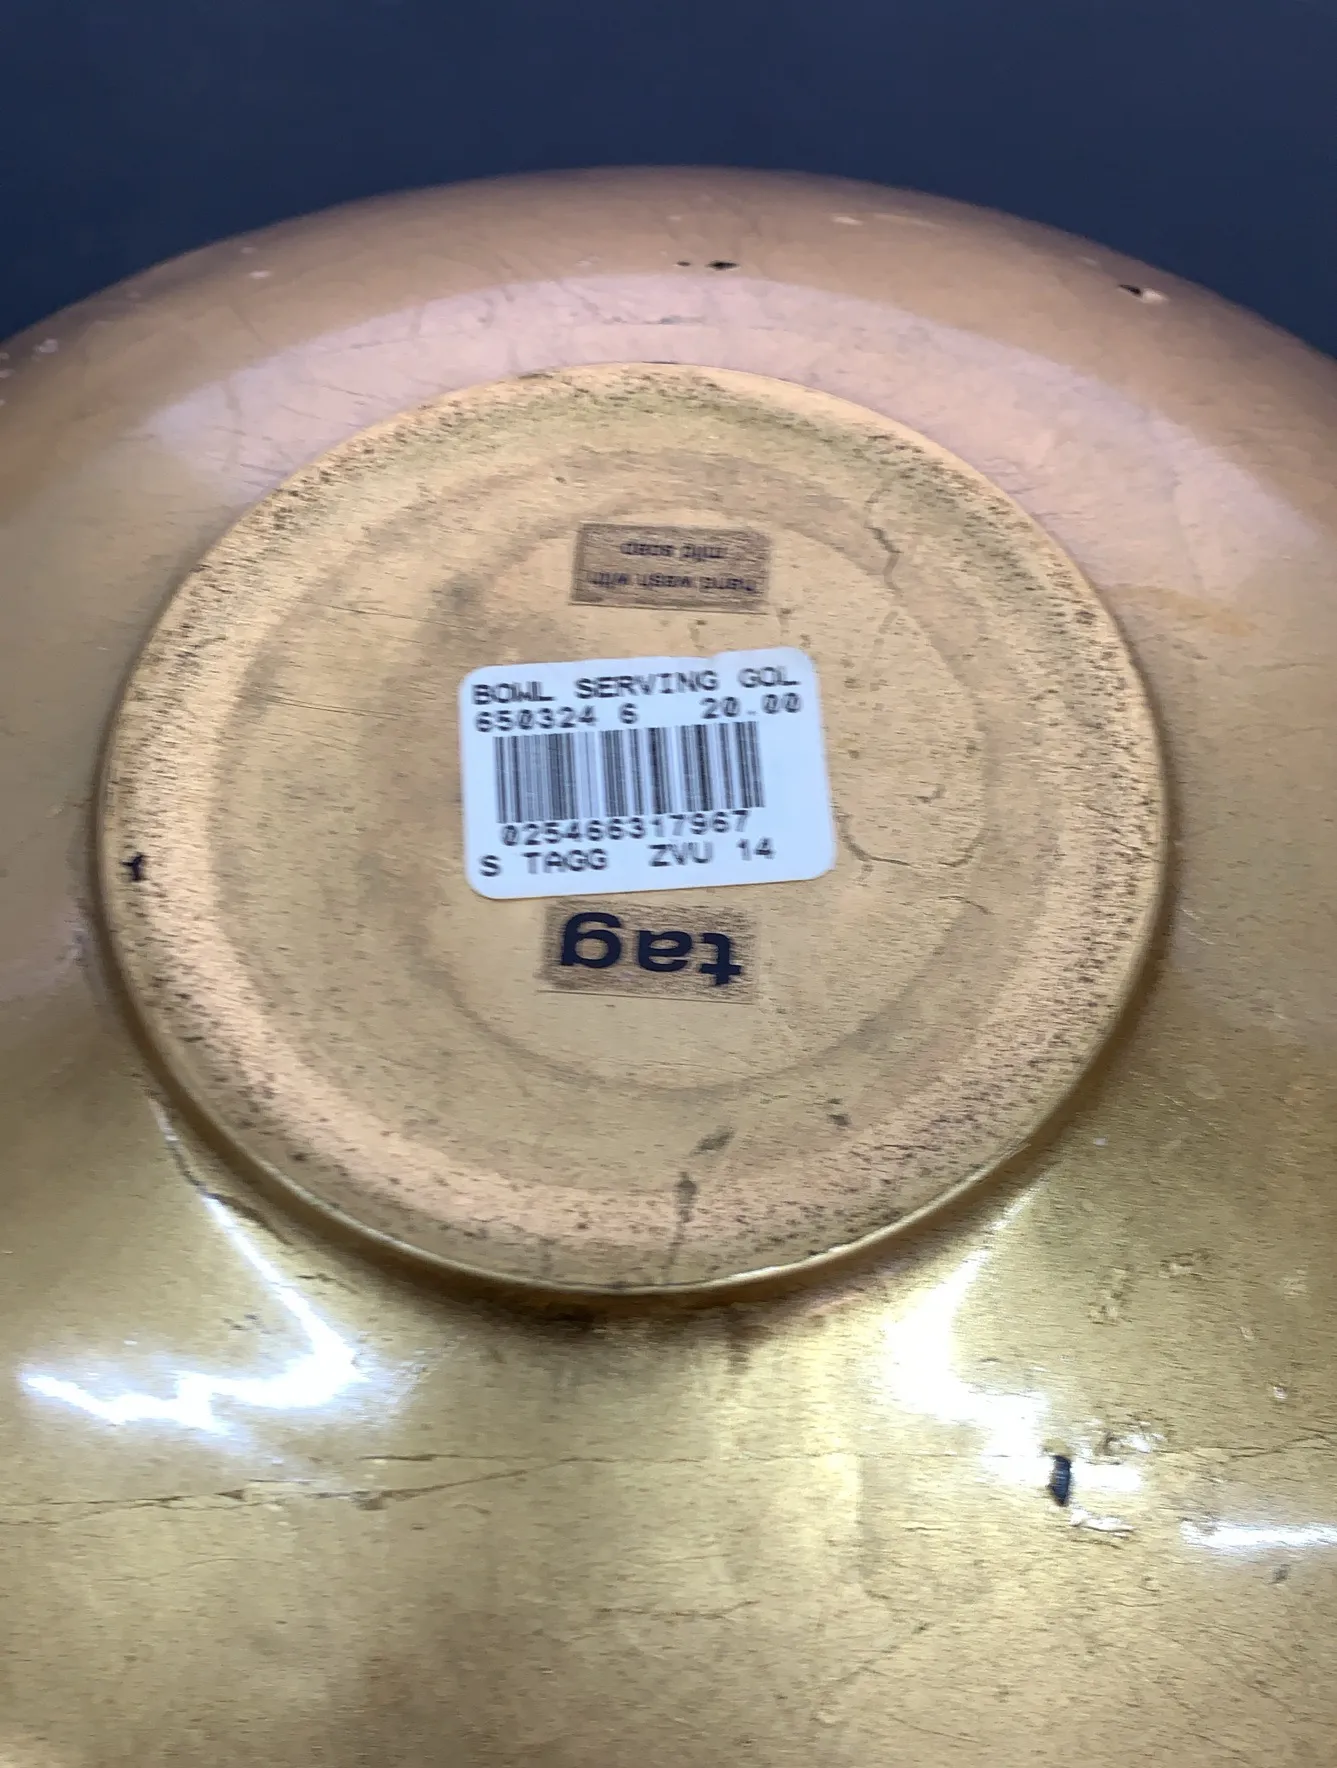 hand wash with
mild soap
BOWL SERVING GOL
650324 6 20.00
025466317967
S TAGG ZVU 14
tag